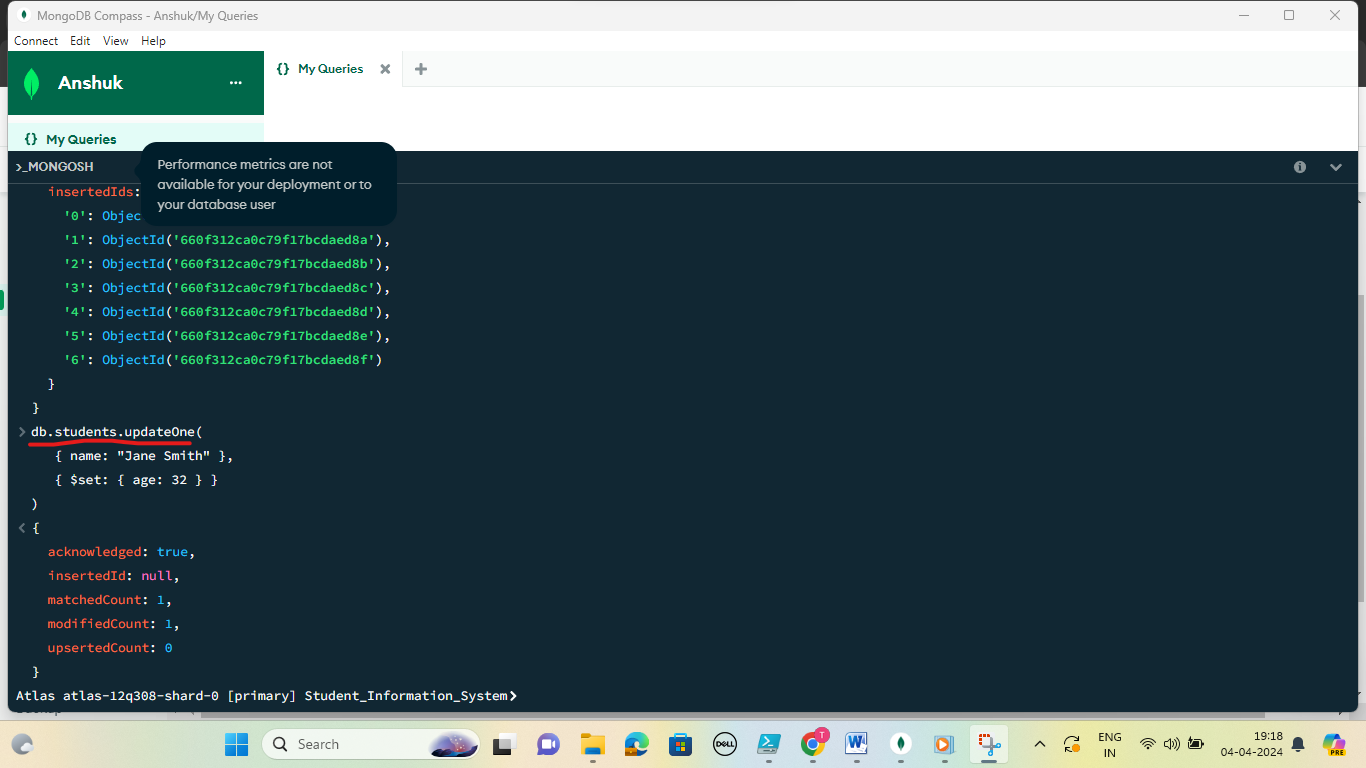 MongoDB Compass - Anshuk/My Queries
Connect Edit View Help
Anshuk ...
{} My Queries
{} My Queries
>_MONGOSH
Performance metrics are not
available for your deployment or to
your database user
insertedIds:
'0': Objec
'1': ObjectId('660f312ca0c79f17bcdaed8a'),
'2': ObjectId('660f312ca0c79f17bcdaed8b'),
'3': ObjectId('660f312ca0c79f17bcdaed8c'),
'4': ObjectId('660f312ca0c79f17bcdaed8d'),
'5': ObjectId('660f312ca0c79f17bcdaed8e'),
'6': ObjectId('660f312ca0c79f17bcdaed8f')
}
}
> db.students.updateOne(
{ name: "Jane Smith" },
{ $set: { age: 32 } }
)
< {
acknowledged: true,
insertedId: null,
matchedCount: 1,
modifiedCount: 1,
upsertedCount: 0
}
Atlas atlas-12q308-shard-0 [primary] Student_Information_System>
Search
DELL
T
W
ENG
IN
19:18
04-04-2024
PRE